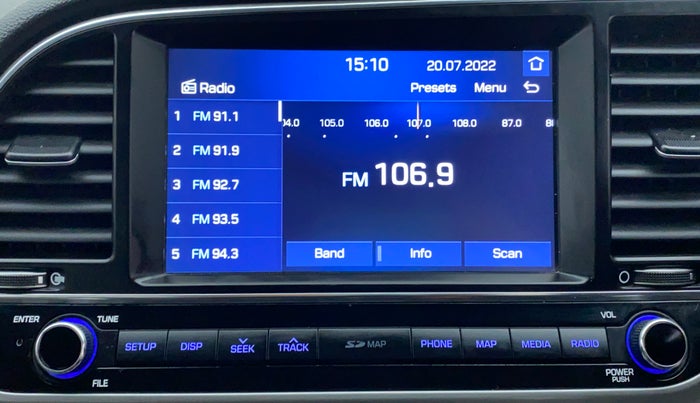 15:10 20.07.2022
Radio Presets Menu
1 FM 91.1
104.0 105.0 106.0 107.0 108.0 87.0
2 FM 91.9
3 FM 92.7
FM 106.9
4 FM 93.5
5 FM 94.3
Band Info Scan
ENTER TUNE VOL
SETUP DISP SEEK TRACK SD MAP PHONE MAP MEDIA RADIO
FILE POWER
PUSH